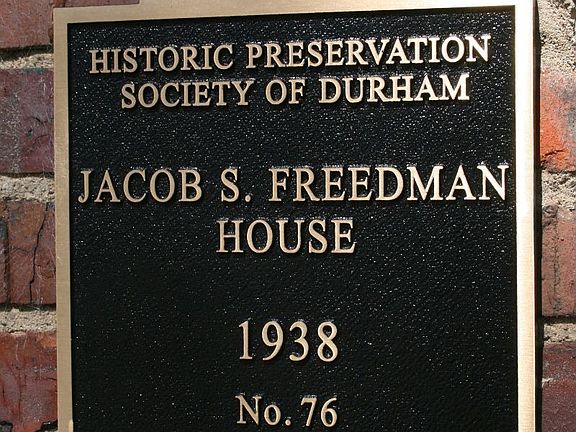 HISTORIC PRESERVATION
SOCIETY OF DURHAM
JACOB S. FREEDMAN
HOUSE
1938
No. 76